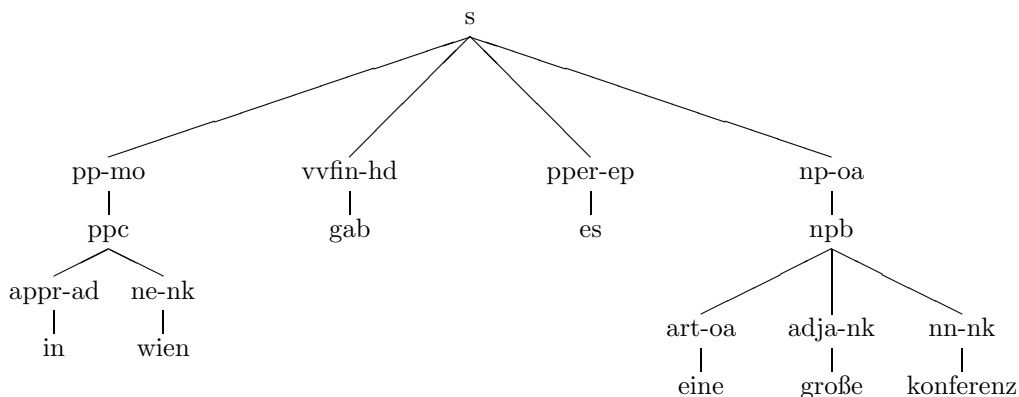 s
pp-mo vvfin-hd pper-ep np-oa
ppc gab es npb
appr-ad ne-nk
art-oa adja-nk nn-nk
in wien
eine große konferenz